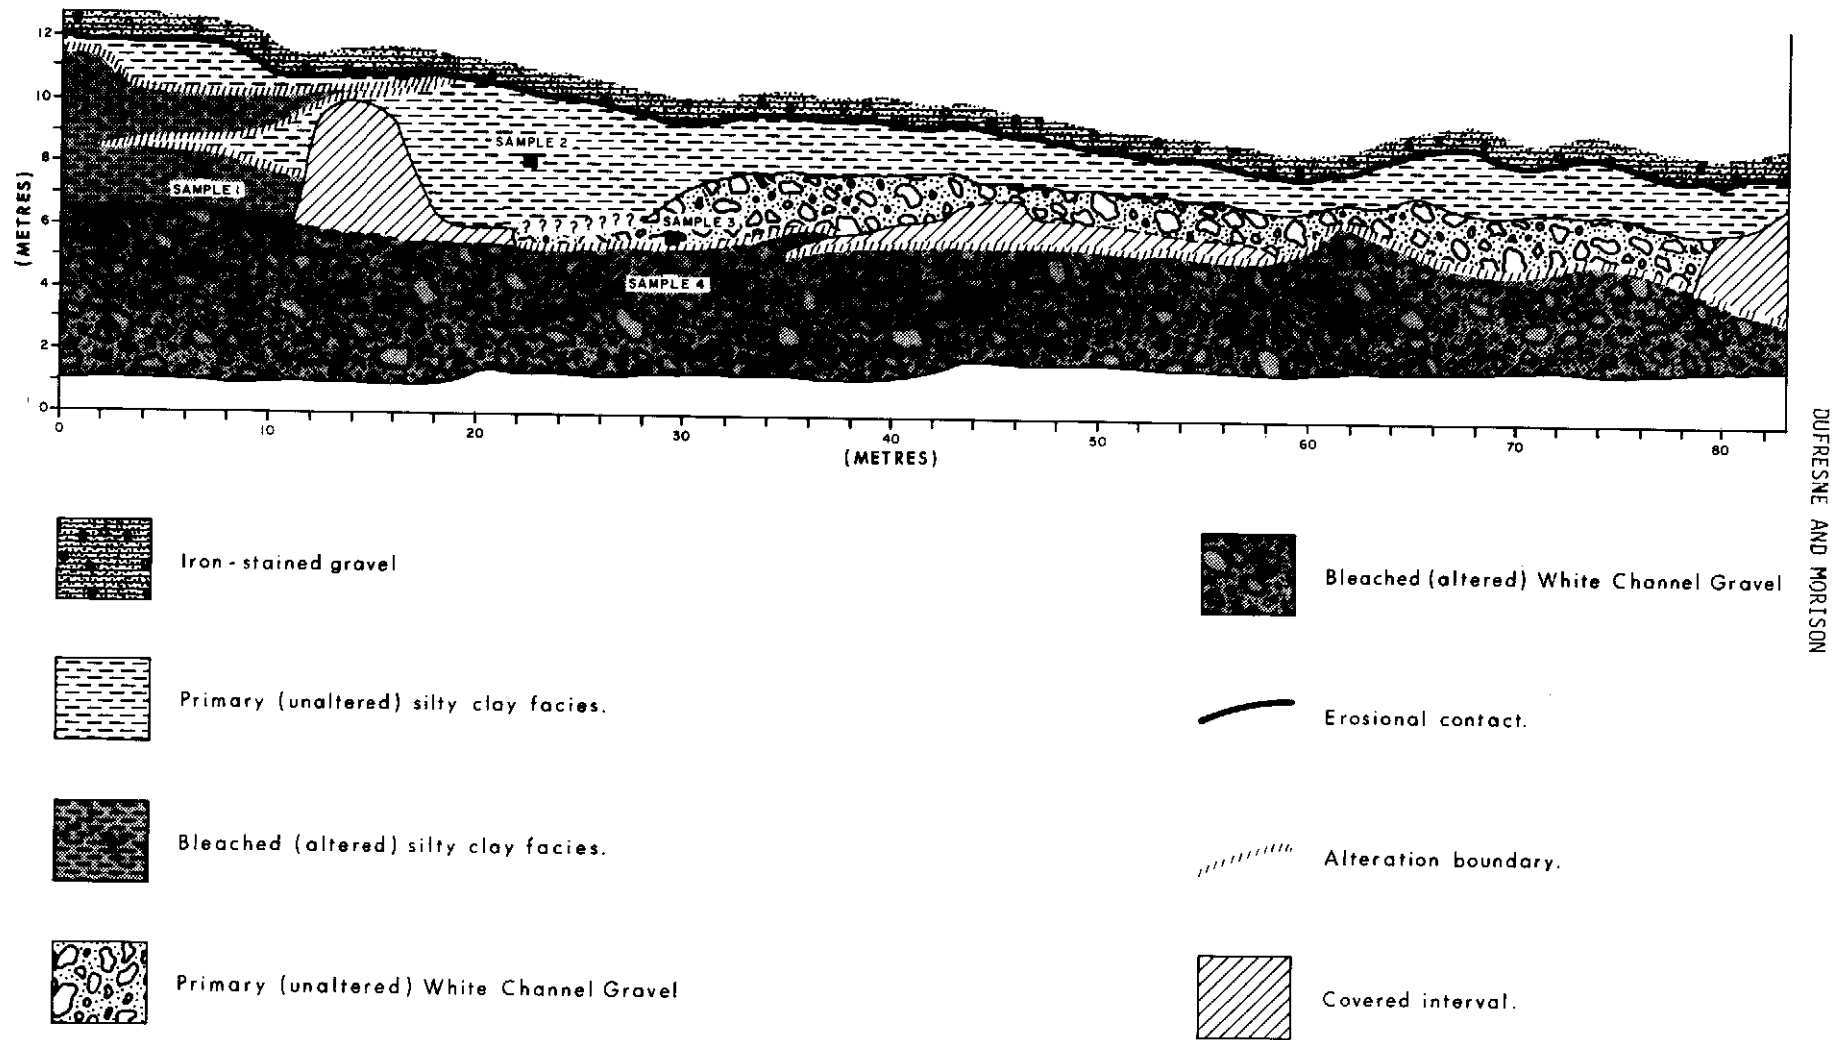 12
10
8
6
4
2
0
(METRES)
SAMPLE 1
SAMPLE 2
? ? ? ? ? ? ? ?
SAMPLE 3
SAMPLE 4
0 10 20 30 40 50 60 70 80
(METRES)
Iron - stained gravel
Primary (unaltered) silty clay facies.
Bleached (altered) silty clay facies.
Primary (unaltered) White Channel Gravel
Bleached (altered) White Channel Gravel
Erosional contact.
Alteration boundary.
Covered interval.
DUFRESNE AND MORISON